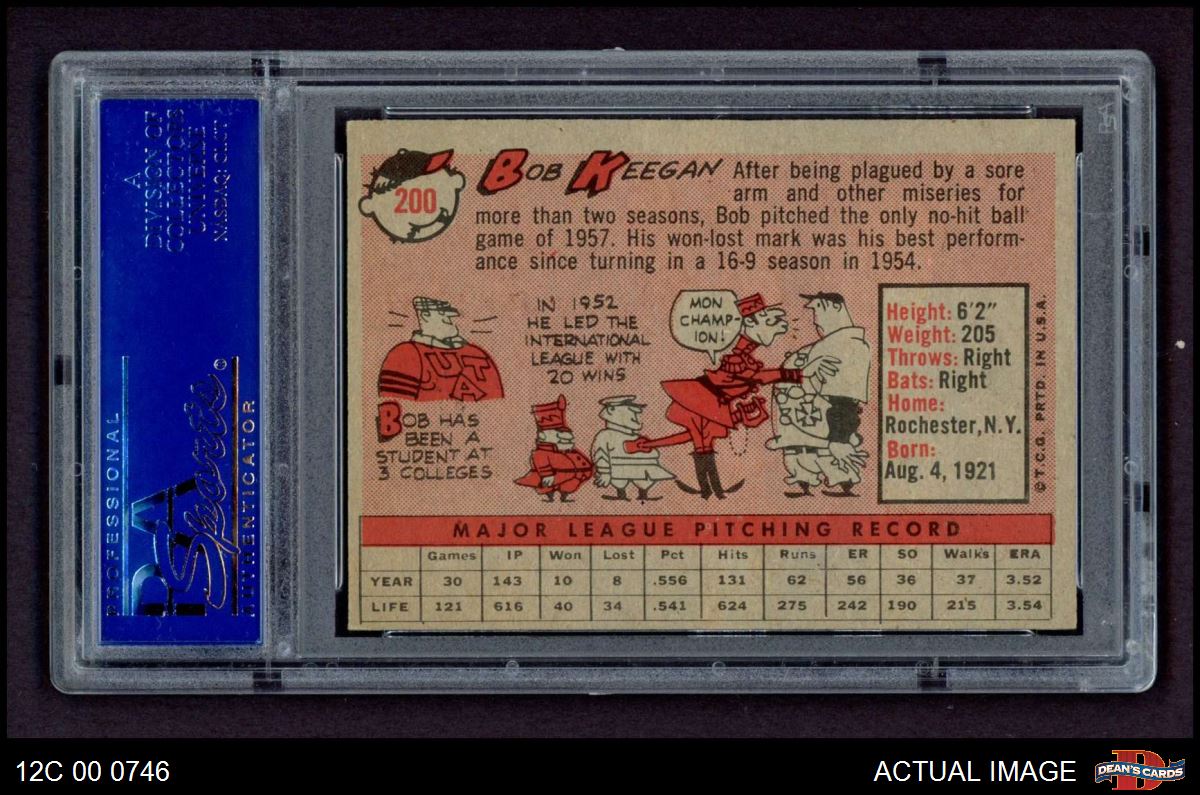 A
DIVISION OF
COLLECTORS
UNIVERSE
NASDAQ: CLCT
PROFESSIONAL
PSA
Sports©
AUTHENTICATOR
200
BOB KEEGAN After being plagued by a sore
arm and other miseries for
more than two seasons, Bob pitched the only no-hit ball
game of 1957. His won-lost mark was his best perform-
ance since turning in a 16-9 season in 1954.
UTA
BOB HAS
BEEN A
STUDENT AT
3 COLLEGES
IN 1952
HE LED THE
INTERNATIONAL
LEAGUE WITH
20 WINS
MON
CHAMP-
ION!
Height: 6'2"
Weight: 205
Throws: Right
Bats: Right
Home:
Rochester, N.Y.
Born:
Aug. 4, 1921
© T.C.G. PRTD. IN U.S.A.
MAJOR LEAGUE PITCHING RECORD
Games IP Won Lost Pct Hits Runs ER SO Walks ERA
YEAR 30 143 10 8 .556 131 62 56 36 37 3.52
LIFE 121 616 40 34 .541 624 275 242 190 215 3.54
12C 00 0746
ACTUAL IMAGE
D
DEAN'S CARDS